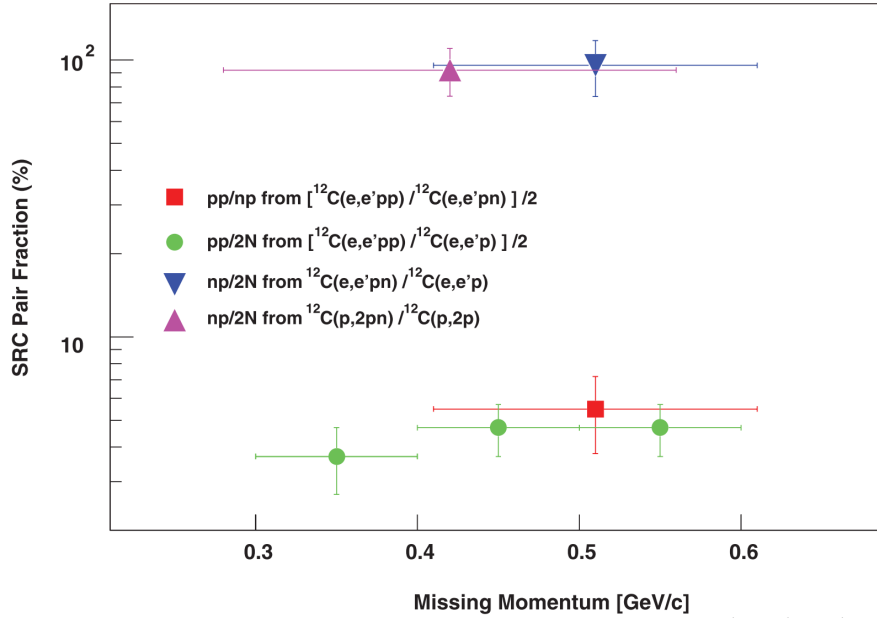 SRC Pair Fraction (%)
10²
10
pp/np from [¹²C(e,e'pp) /¹²C(e,e'pn) ] /2
pp/2N from [¹²C(e,e'pp) /¹²C(e,e'p) ] /2
np/2N from ¹²C(e,e'pn) /¹²C(e,e'p)
np/2N from ¹²C(p,2pn) /¹²C(p,2p)
0.3 0.4 0.5 0.6
Missing Momentum [GeV/c]